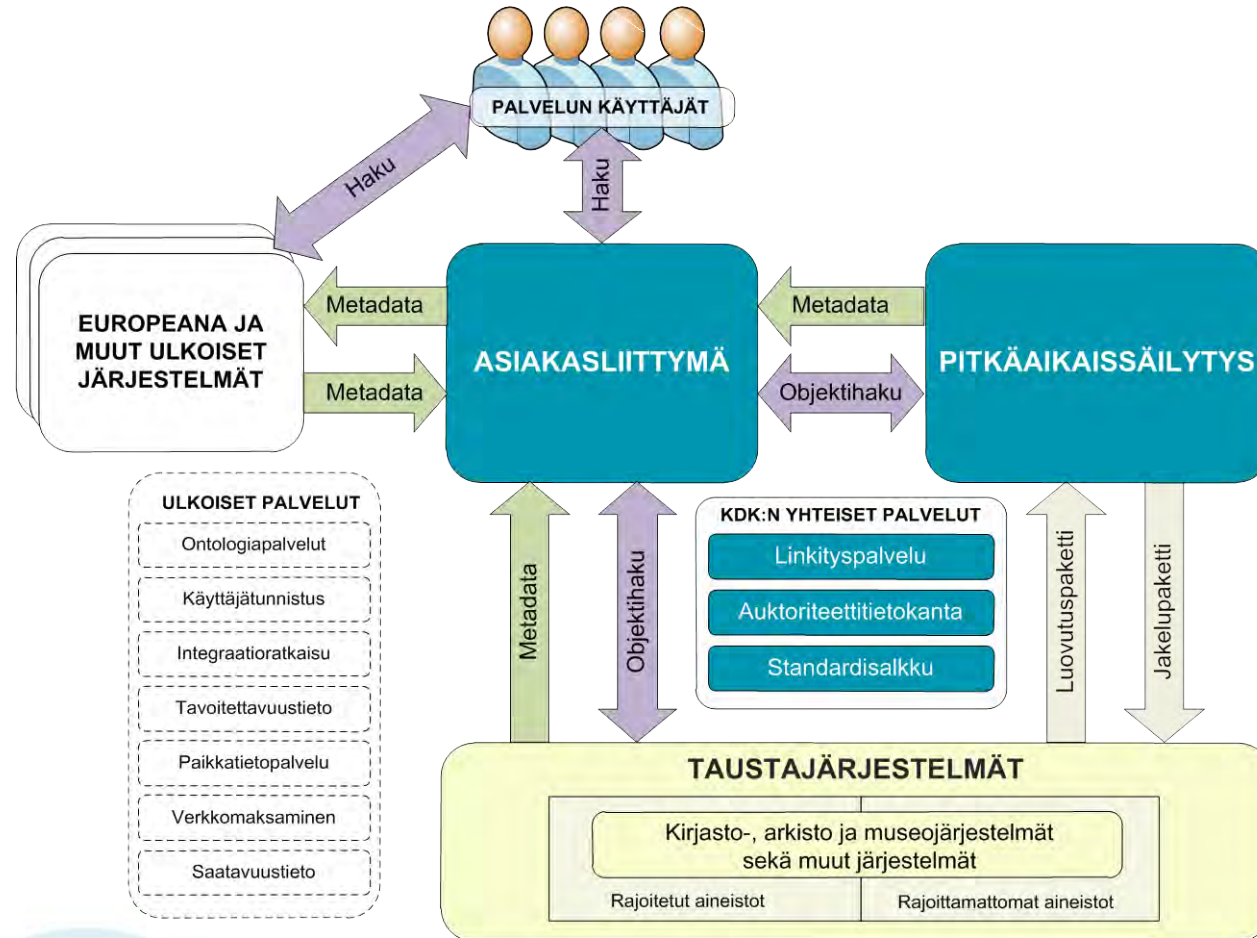 PALVELUN KÄYTTÄJÄT
Haku
Haku
EUROPEANA JA
MUUT ULKOISET
JÄRJESTELMÄT
Metadata
Metadata
ASIAKASLIITTYMÄ
Metadata
Objektihaku
PITKÄAIKAISSÄILYTYS
ULKOISET PALVELUT
Ontologiapalvelut
Käyttäjätunnistus
Integraatioratkaisu
Tavoitettavuustieto
Paikkatietopalvelu
Verkkomaksaminen
Saatavuustieto
Metadata
Objektihaku
KDK:N YHTEISET PALVELUT
Linkityspalvelu
Auktoriteettitietokanta
Standardisalkku
Luovutuspaketti
Jakelupaketti
TAUSTAJÄRJESTELMÄT
Kirjasto-, arkisto ja museojärjestelmät
sekä muut järjestelmät
Rajoitetut aineistot
Rajoittamattomat aineistot